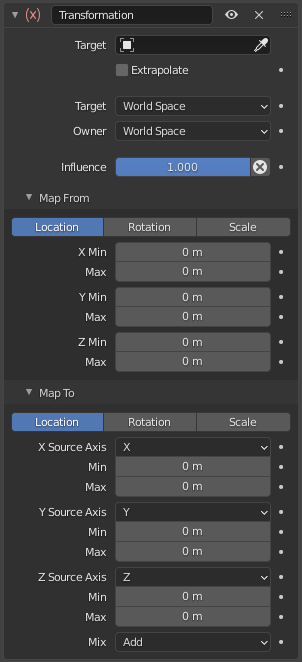 (x) Transformation
Target
Extrapolate
Target World Space
Owner World Space
Influence 1.000
Map From
Location Rotation Scale
X Min 0 m
Max 0 m
Y Min 0 m
Max 0 m
Z Min 0 m
Max 0 m
Map To
Location Rotation Scale
X Source Axis X
Min 0 m
Max 0 m
Y Source Axis Y
Min 0 m
Max 0 m
Z Source Axis Z
Min 0 m
Max 0 m
Mix Add